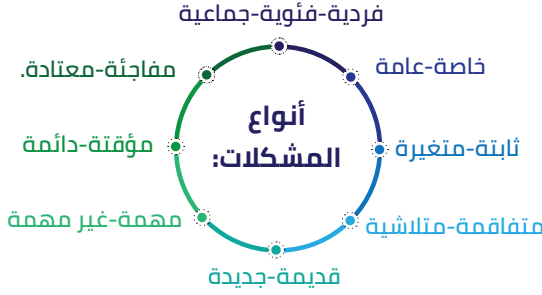 فردية-فئوية-جماعية
خاصة-عامة
ثابتة-متغيرة
متفاقمة-متلاشية
قديمة-جديدة
مهمة-غير مهمة
مؤقتة-دائمة
مفاجئة-معتادة.
أنواع
المشكلات: